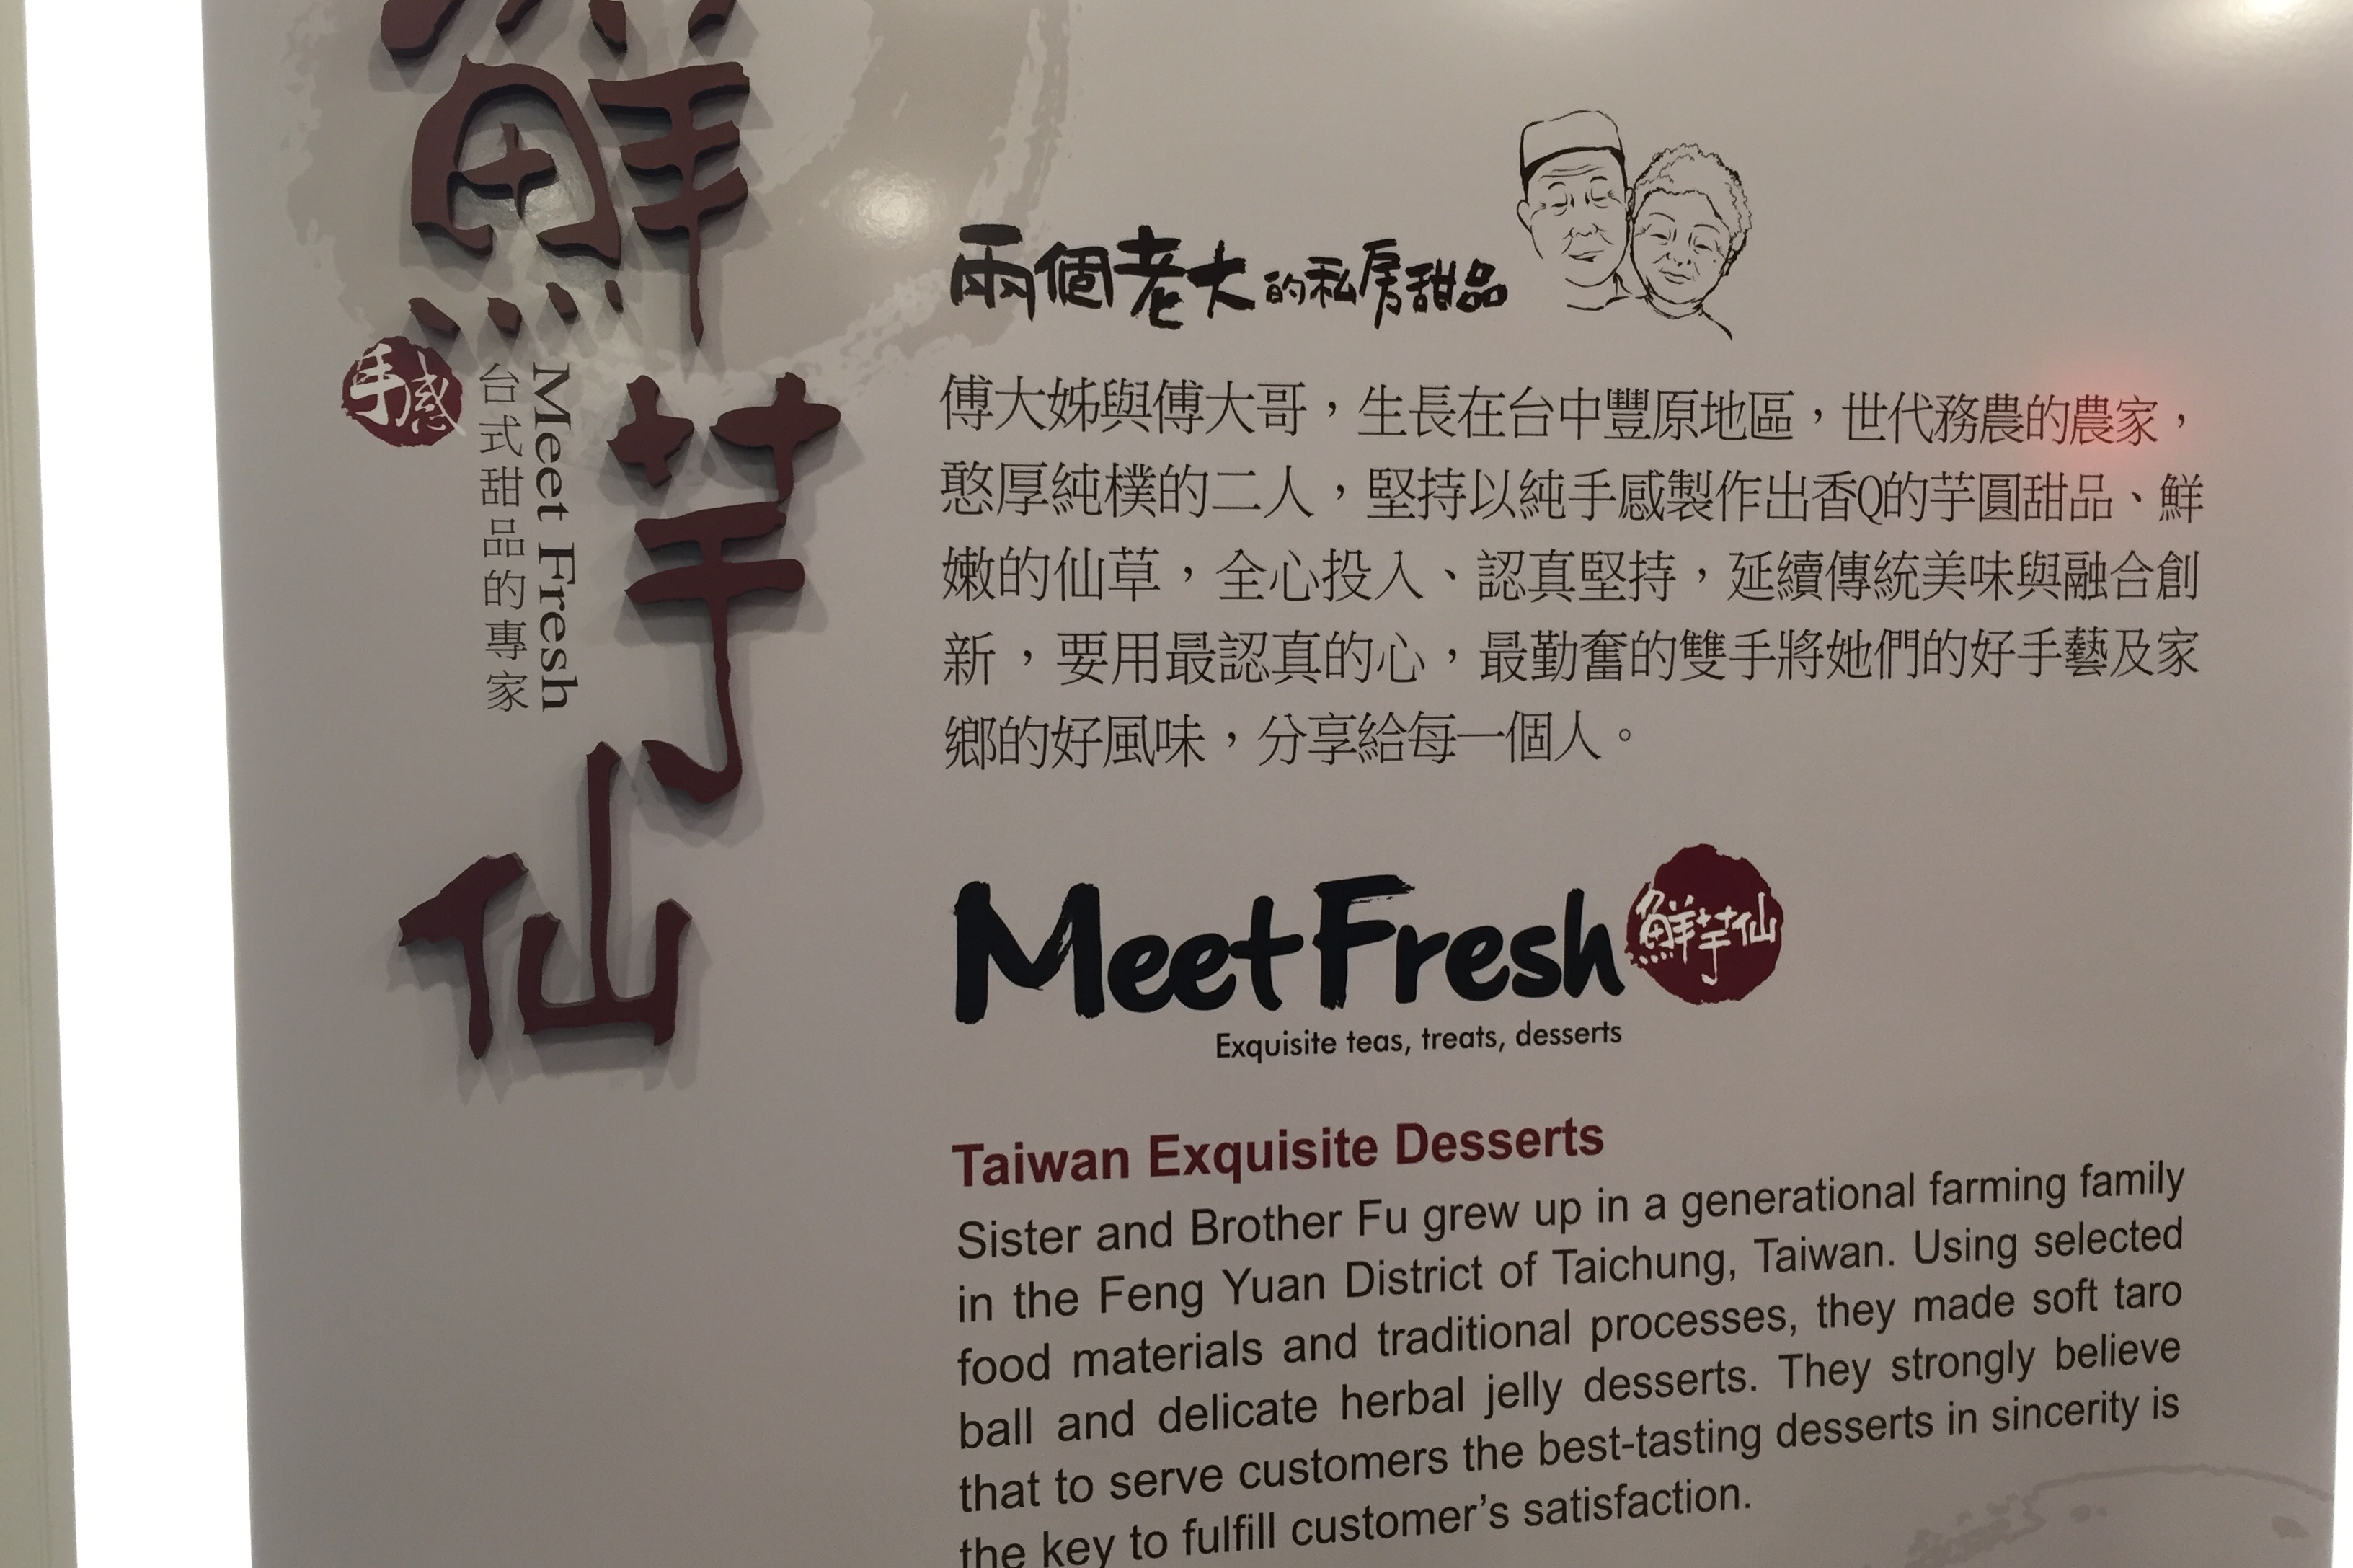 鮮芋仙
手感
Meet Fresh
台式甜品的專家
兩個老大的私房甜品
傅大姊與傅大哥，生長在台中豐原地區，世代務農的農家，
憨厚純樸的二人，堅持以純手感製作出香Q的芋圓甜品、鮮
嫩的仙草，全心投入、認真堅持，延續傳統美味與融合創
新，要用最認真的心，最勤奮的雙手將她們的好手藝及家
鄉的好風味，分享給每一個人。
Meet Fresh
鮮芋仙
Exquisite teas, treats, desserts
Taiwan Exquisite Desserts
Sister and Brother Fu grew up in a generational farming family
in the Feng Yuan District of Taichung, Taiwan. Using selected
food materials and traditional processes, they made soft taro
ball and delicate herbal jelly desserts. They strongly believe
that to serve customers the best-tasting desserts in sincerity is
the key to fulfill customer's satisfaction.